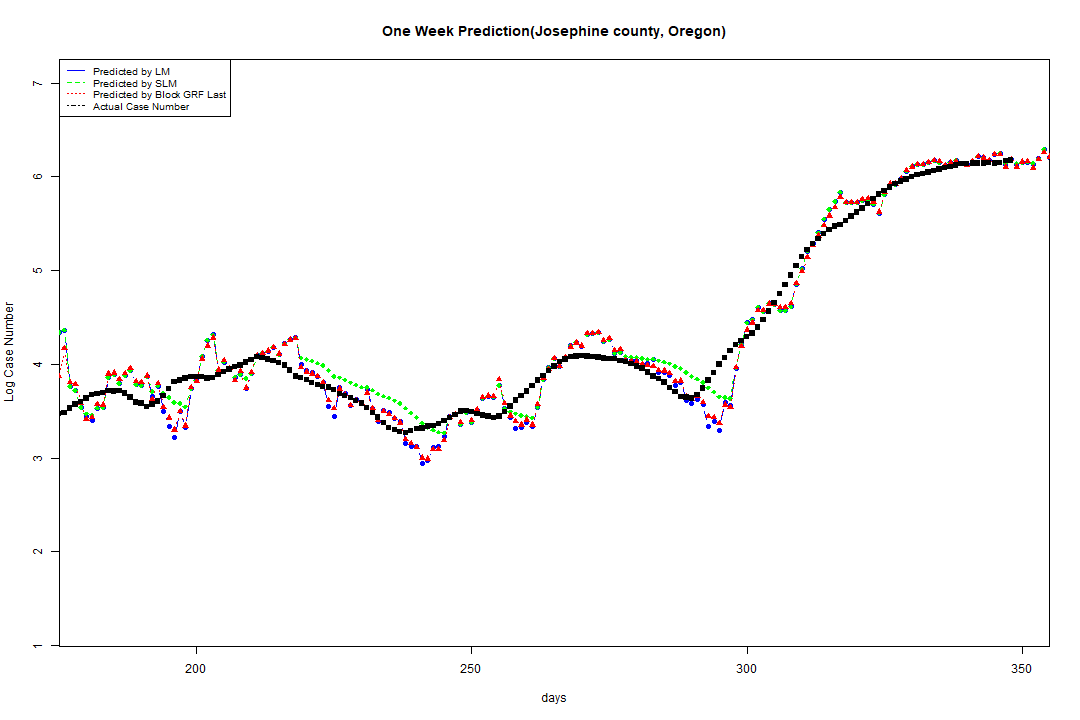 One Week Prediction(Josephine county, Oregon)
Predicted by LM
Predicted by SLM
Predicted by Block GRF Last
Actual Case Number
7
6
5
4
3
2
1
Log Case Number
200 250 300 350
days